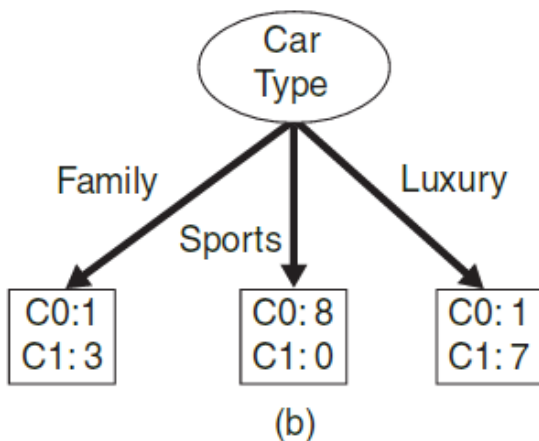 Car
Type
Family
Luxury
Sports
C0:1
C1: 3
C0: 8
C1: 0
C0: 1
C1: 7
(b)